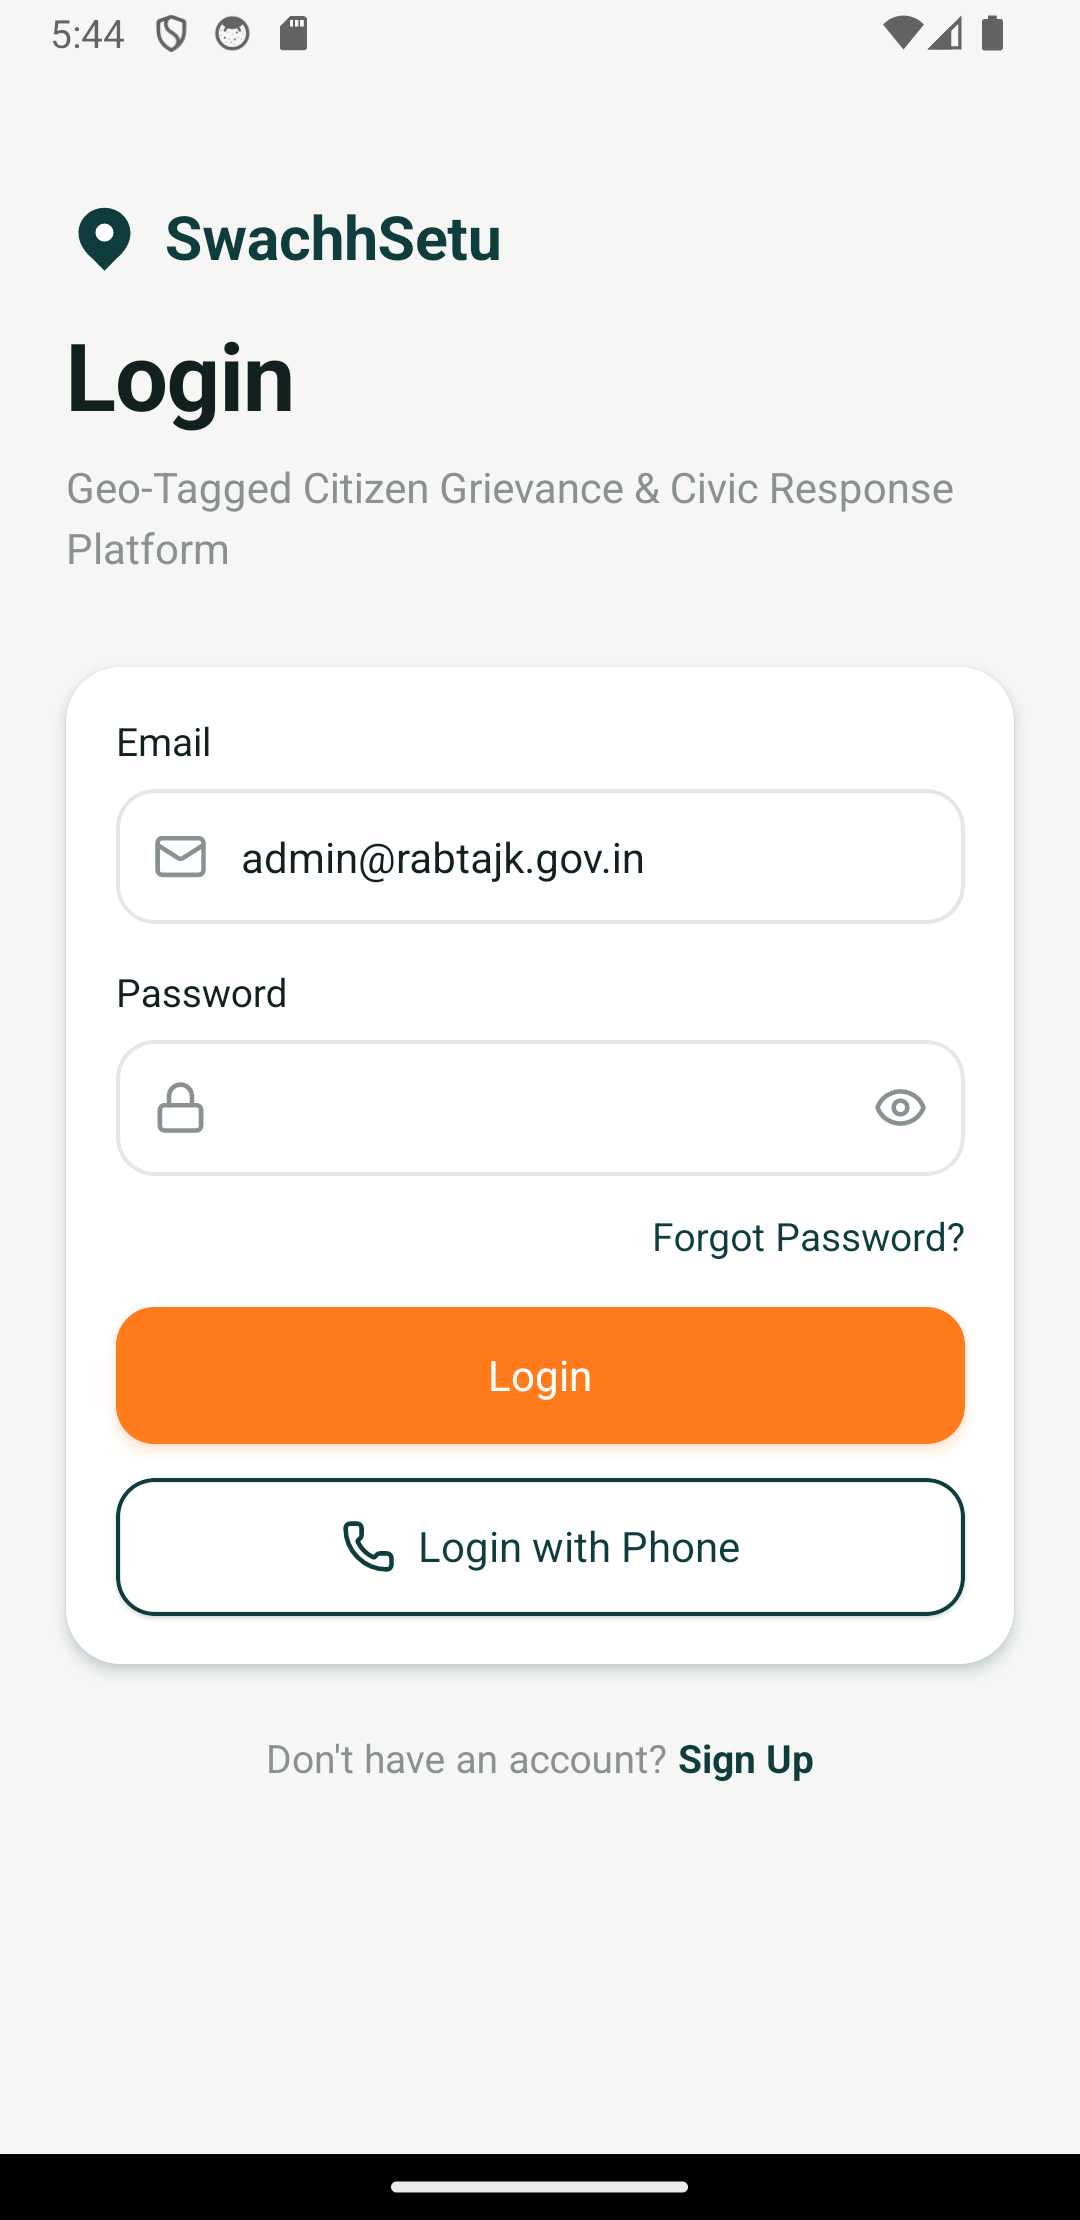 5:44
SwachhSetu
Login
Geo-Tagged Citizen Grievance & Civic Response
Platform
Email
admin@rabtajk.gov.in
Password
Forgot Password?
Login
Login with Phone
Don't have an account? Sign Up